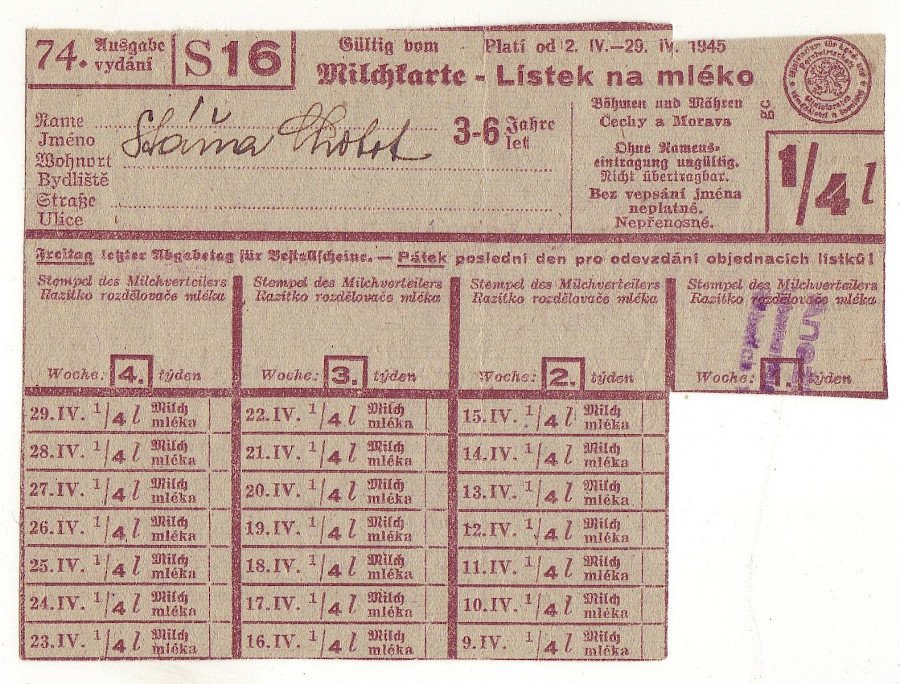 74. Ausgabe
vydání
S16
Gültig vom Platí od 2. IV.—29. IV. 1945
Milchkarte - Lístek na mléko
Name
Jméno
Wohnort
Bydliště
Straße
Ulice
3-6 Jahre
let
Böhmen und Mähren
Čechy a Morava
Ohne Namens-
eintragung ungültig.
Nicht übertragbar.
Bez vepsání jména
neplatné.
Nepřenosné.
1/4 l
Freitag letzter Abgabetag für Bestellscheine. — Pátek poslední den pro odevzdání objednacích lístků!
Stempel des Milchverteilers Stempel des Milchverteilers Stempel des Milchverteilers Stempel des Milchverteilers
Razítko rozdělovače mléka Razítko rozdělovače mléka Razítko rozdělovače mléka Razítko rozdělovače mléka
Woche: 4. týden Woche: 3. týden Woche: 2. týden Woche: 1. týden
29. IV. 1/4 l Milch mléka 22. IV. 1/4 l Milch mléka 15. IV. 1/4 l Milch mléka
28. IV. 1/4 l Milch mléka 21. IV. 1/4 l Milch mléka 14. IV. 1/4 l Milch mléka
27. IV. 1/4 l Milch mléka 20. IV. 1/4 l Milch mléka 13. IV. 1/4 l Milch mléka
26. IV. 1/4 l Milch mléka 19. IV. 1/4 l Milch mléka 12. IV. 1/4 l Milch mléka
25. IV. 1/4 l Milch mléka 18. IV. 1/4 l Milch mléka 11. IV. 1/4 l Milch mléka
24. IV. 1/4 l Milch mléka 17. IV. 1/4 l Milch mléka 10. IV. 1/4 l Milch mléka
23. IV. 1/4 l Milch mléka 16. IV. 1/4 l Milch mléka 9. IV. 1/4 l Milch mléka